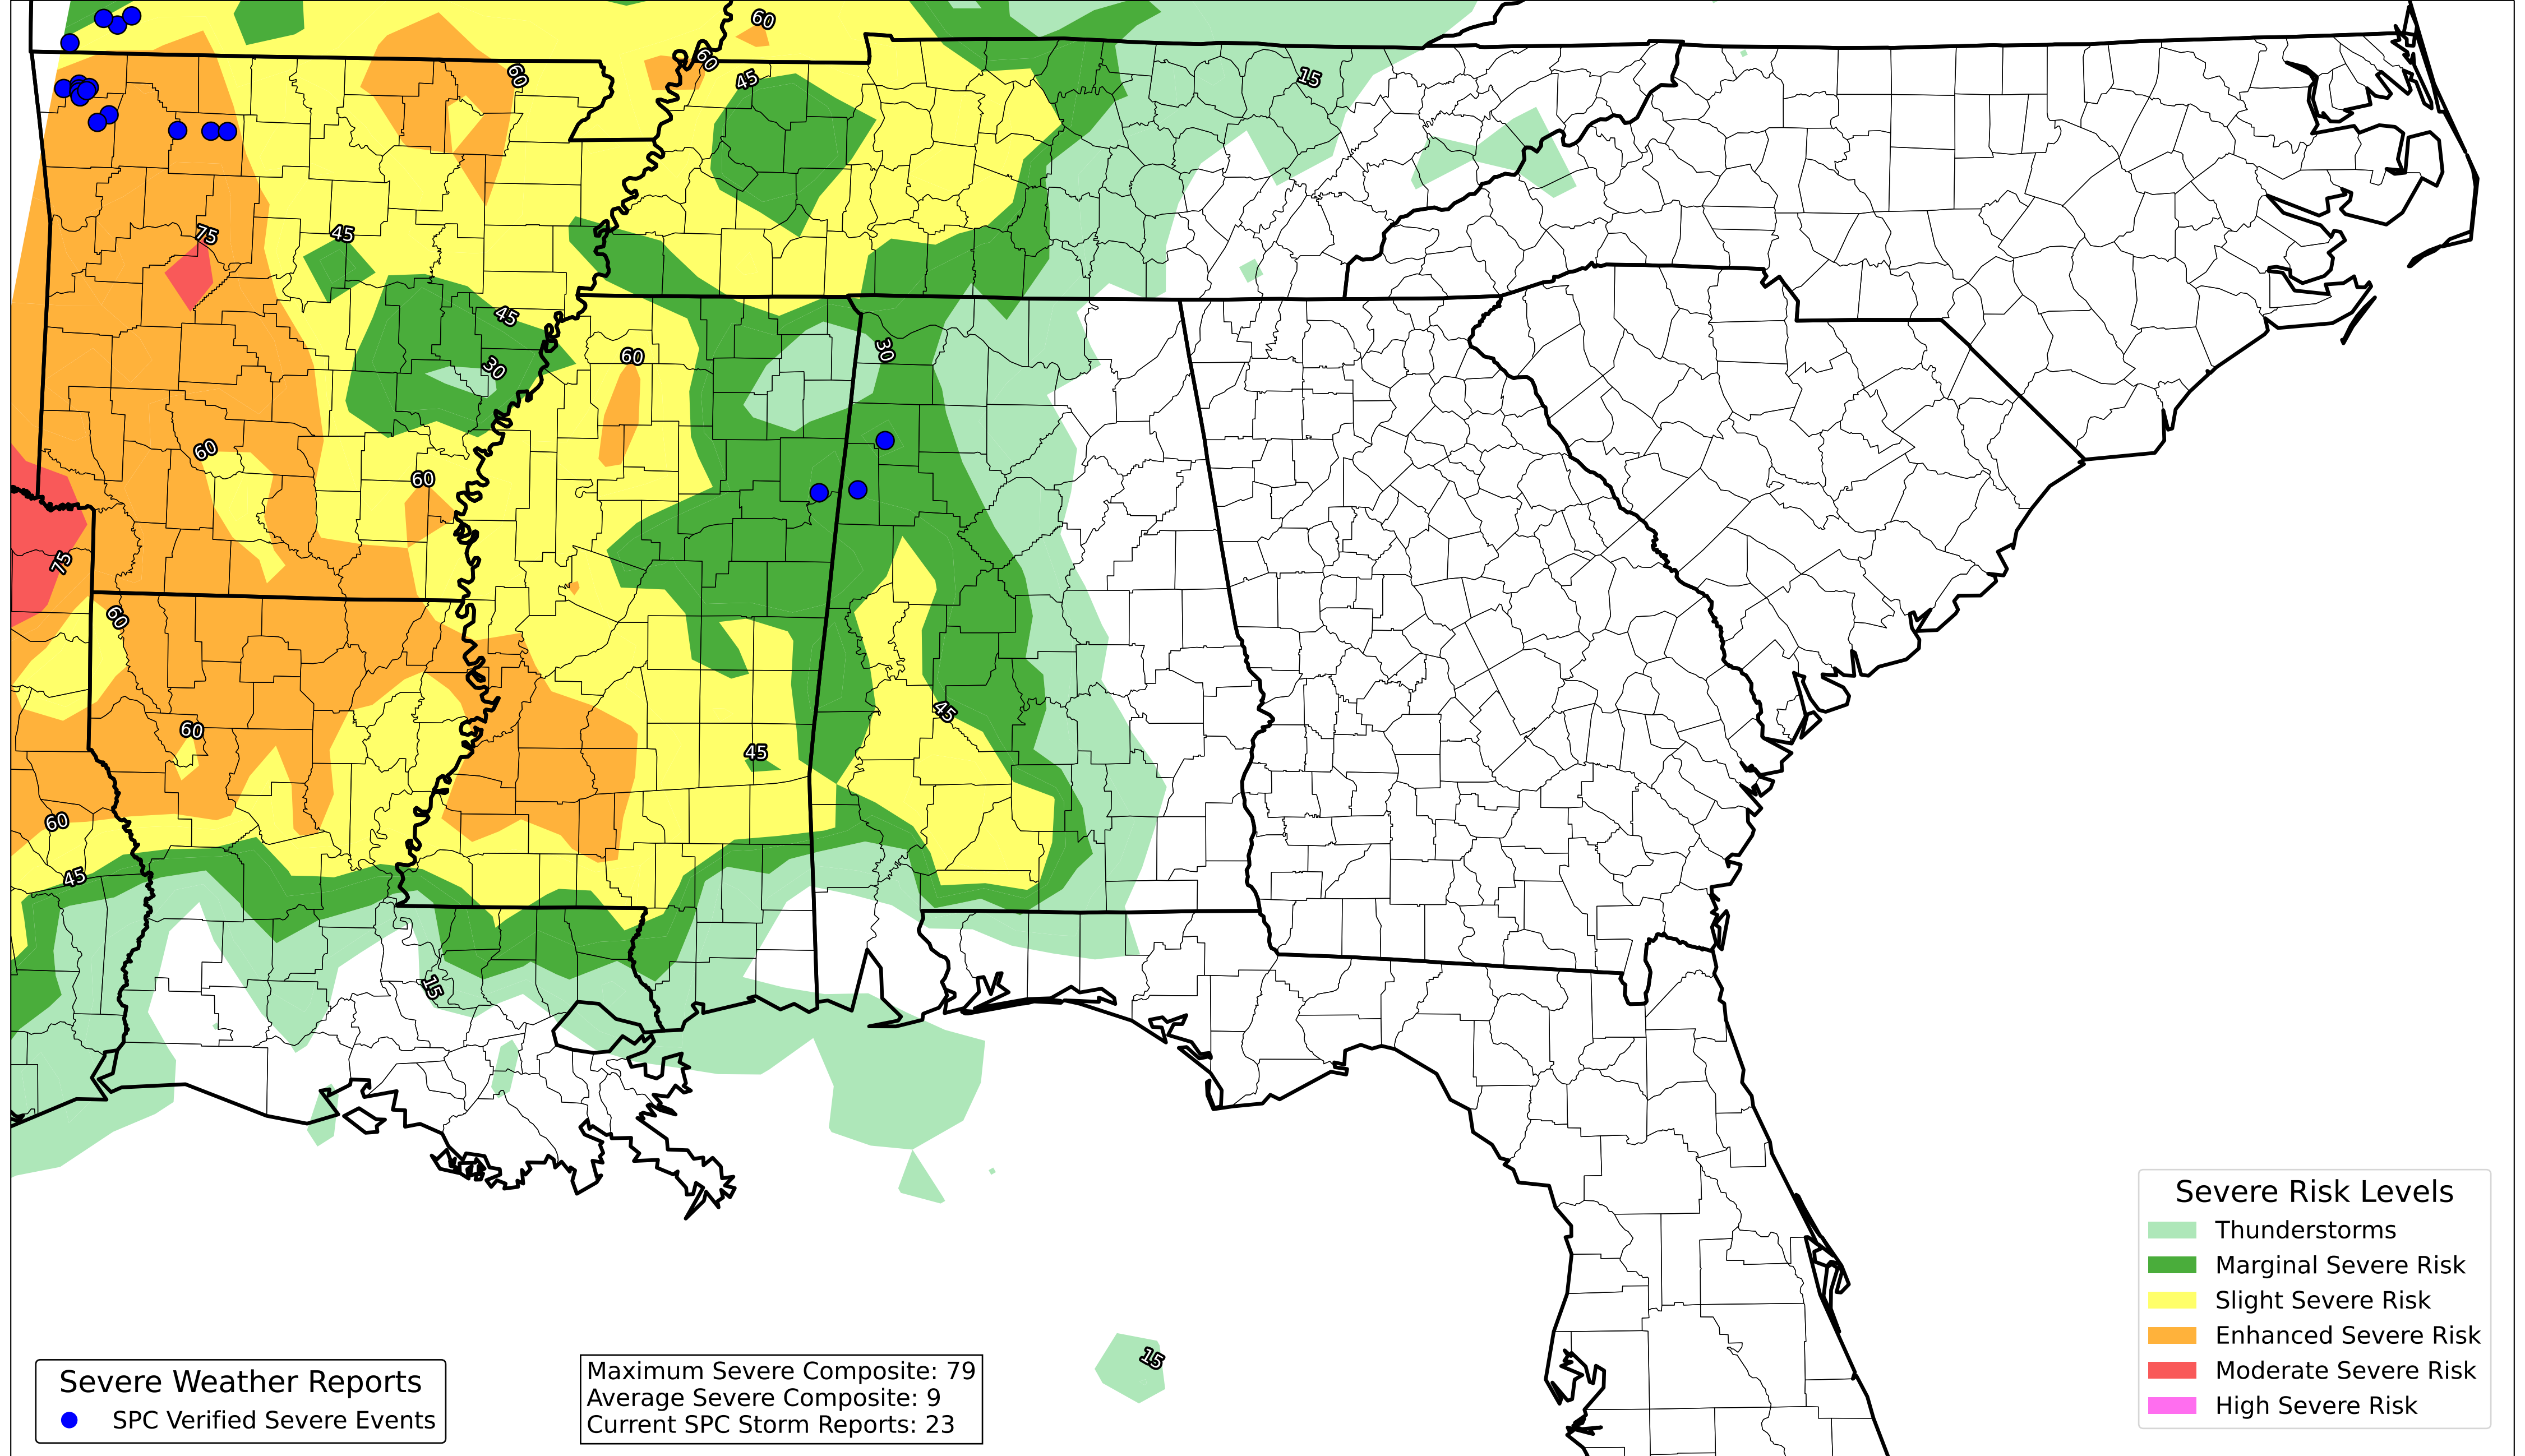 60
60
60
45
15
75
45
45
30
60
30
60
60
75
60
45
60
45
60
45
15
15
Severe Risk Levels
Thunderstorms
Marginal Severe Risk
Slight Severe Risk
Enhanced Severe Risk
Moderate Severe Risk
High Severe Risk
Severe Weather Reports
SPC Verified Severe Events
Maximum Severe Composite: 79
Average Severe Composite: 9
Current SPC Storm Reports: 23